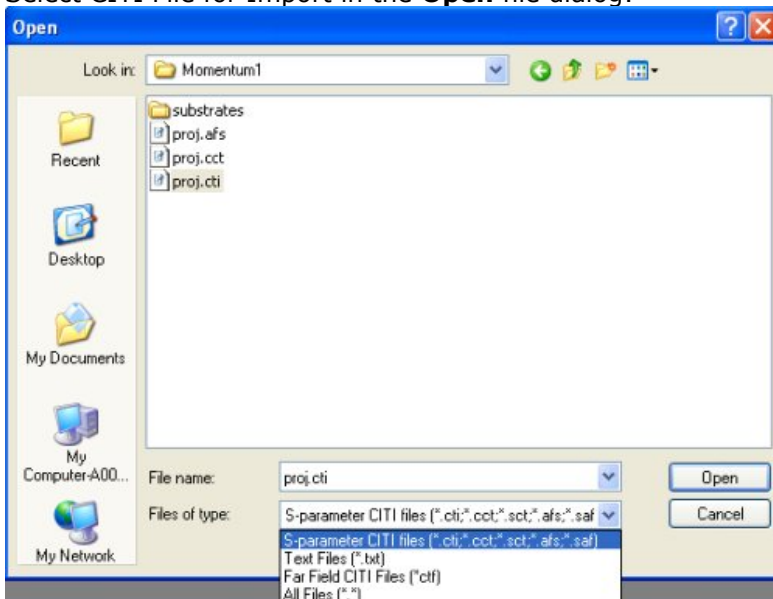 Select CITI File for Import in the Open file dialog:
Open
Look in: Momentum1
substrates
proj.afs
proj.cct
proj.cti
Recent
Desktop
My Documents
My
Computer-A00...
My Network
File name: proj.cti Open
Files of type: S-parameter CITI files (*.cti;*.cct;*.sct;*.afs;*.saf Cancel
S-parameter CITI files (*.cti;*.cct;*.sct;*.afs;*.saf)
Text Files (*.txt)
Far Field CITI Files (*ctf)
All Files (*.*)